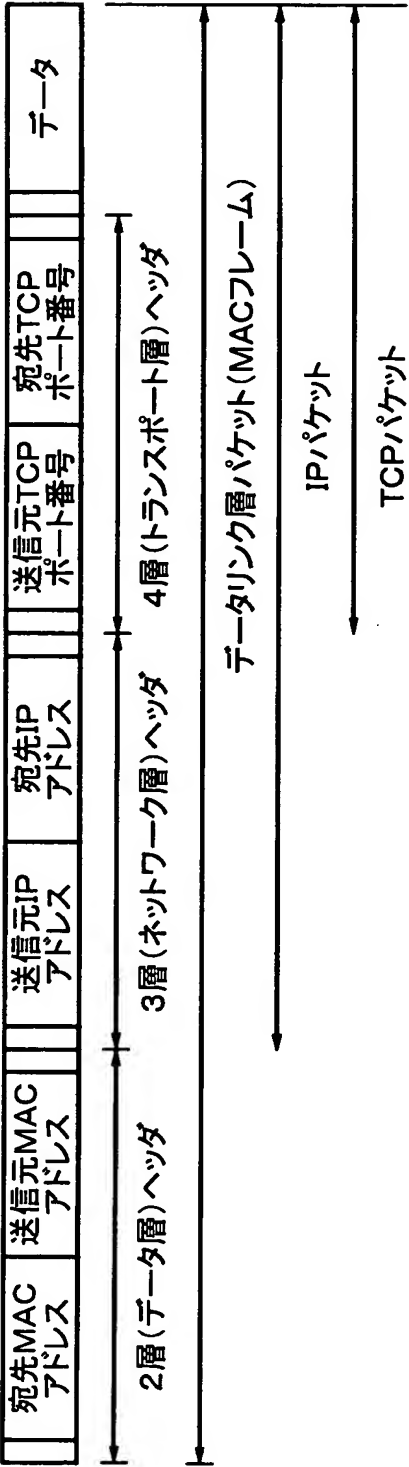 宛先MAC
アドレス
送信元MAC
アドレス
送信元IP
アドレス
宛先IP
アドレス
送信元TCP
ポート番号
宛先TCP
ポート番号
データ
2層(データ層)ヘッダ
3層(ネットワーク層)ヘッダ
4層(トランスポート層)ヘッダ
データリンク層パケット(MACフレーム)
IPパケット
TCPパケット